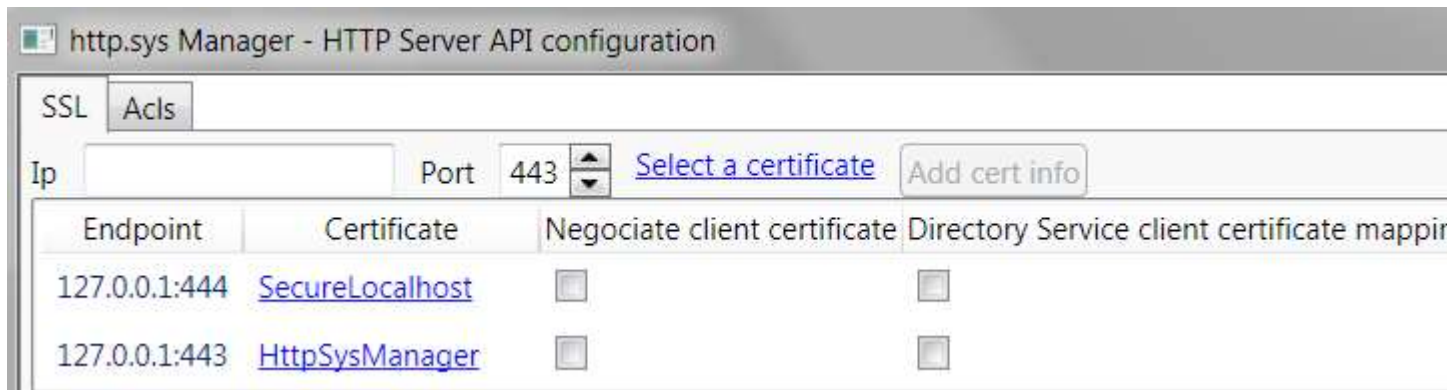 http.sys Manager - HTTP Server API configuration
SSL Acls
Ip Port 443 Select a certificate Add cert info
Endpoint Certificate Negociate client certificate Directory Service client certificate mappin
127.0.0.1:444 SecureLocalhost
127.0.0.1:443 HttpSysManager